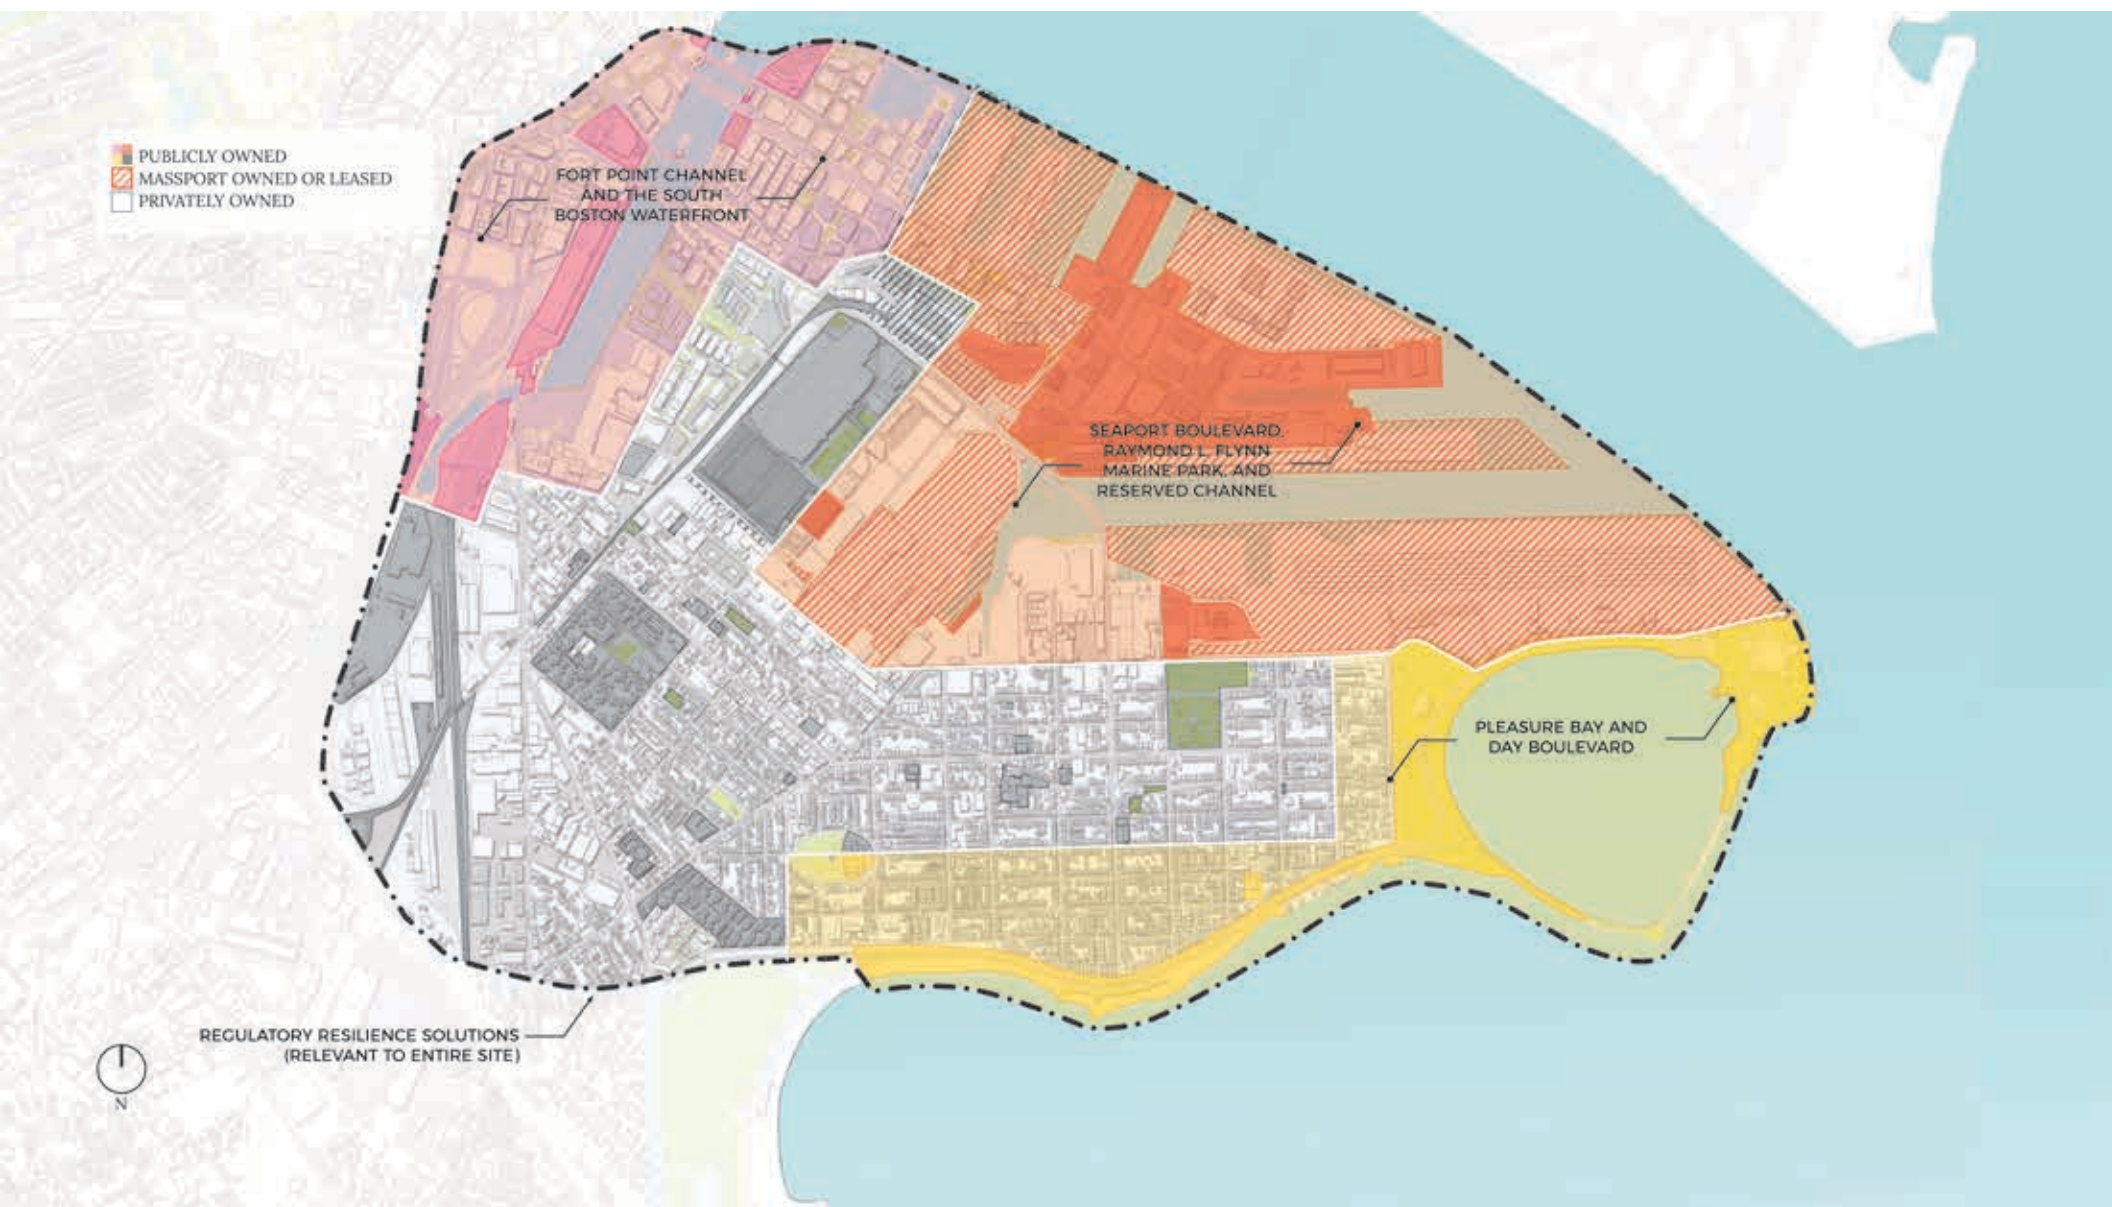 PUBLICLY OWNED
MASSPORT OWNED OR LEASED
PRIVATELY OWNED
FORT POINT CHANNEL
AND THE SOUTH
BOSTON WATERFRONT
SEAPORT BOULEVARD,
RAYMOND L. FLYNN
MARINE PARK, AND
RESERVED CHANNEL
PLEASURE BAY AND
DAY BOULEVARD
REGULATORY RESILIENCE SOLUTIONS
(RELEVANT TO ENTIRE SITE)
N